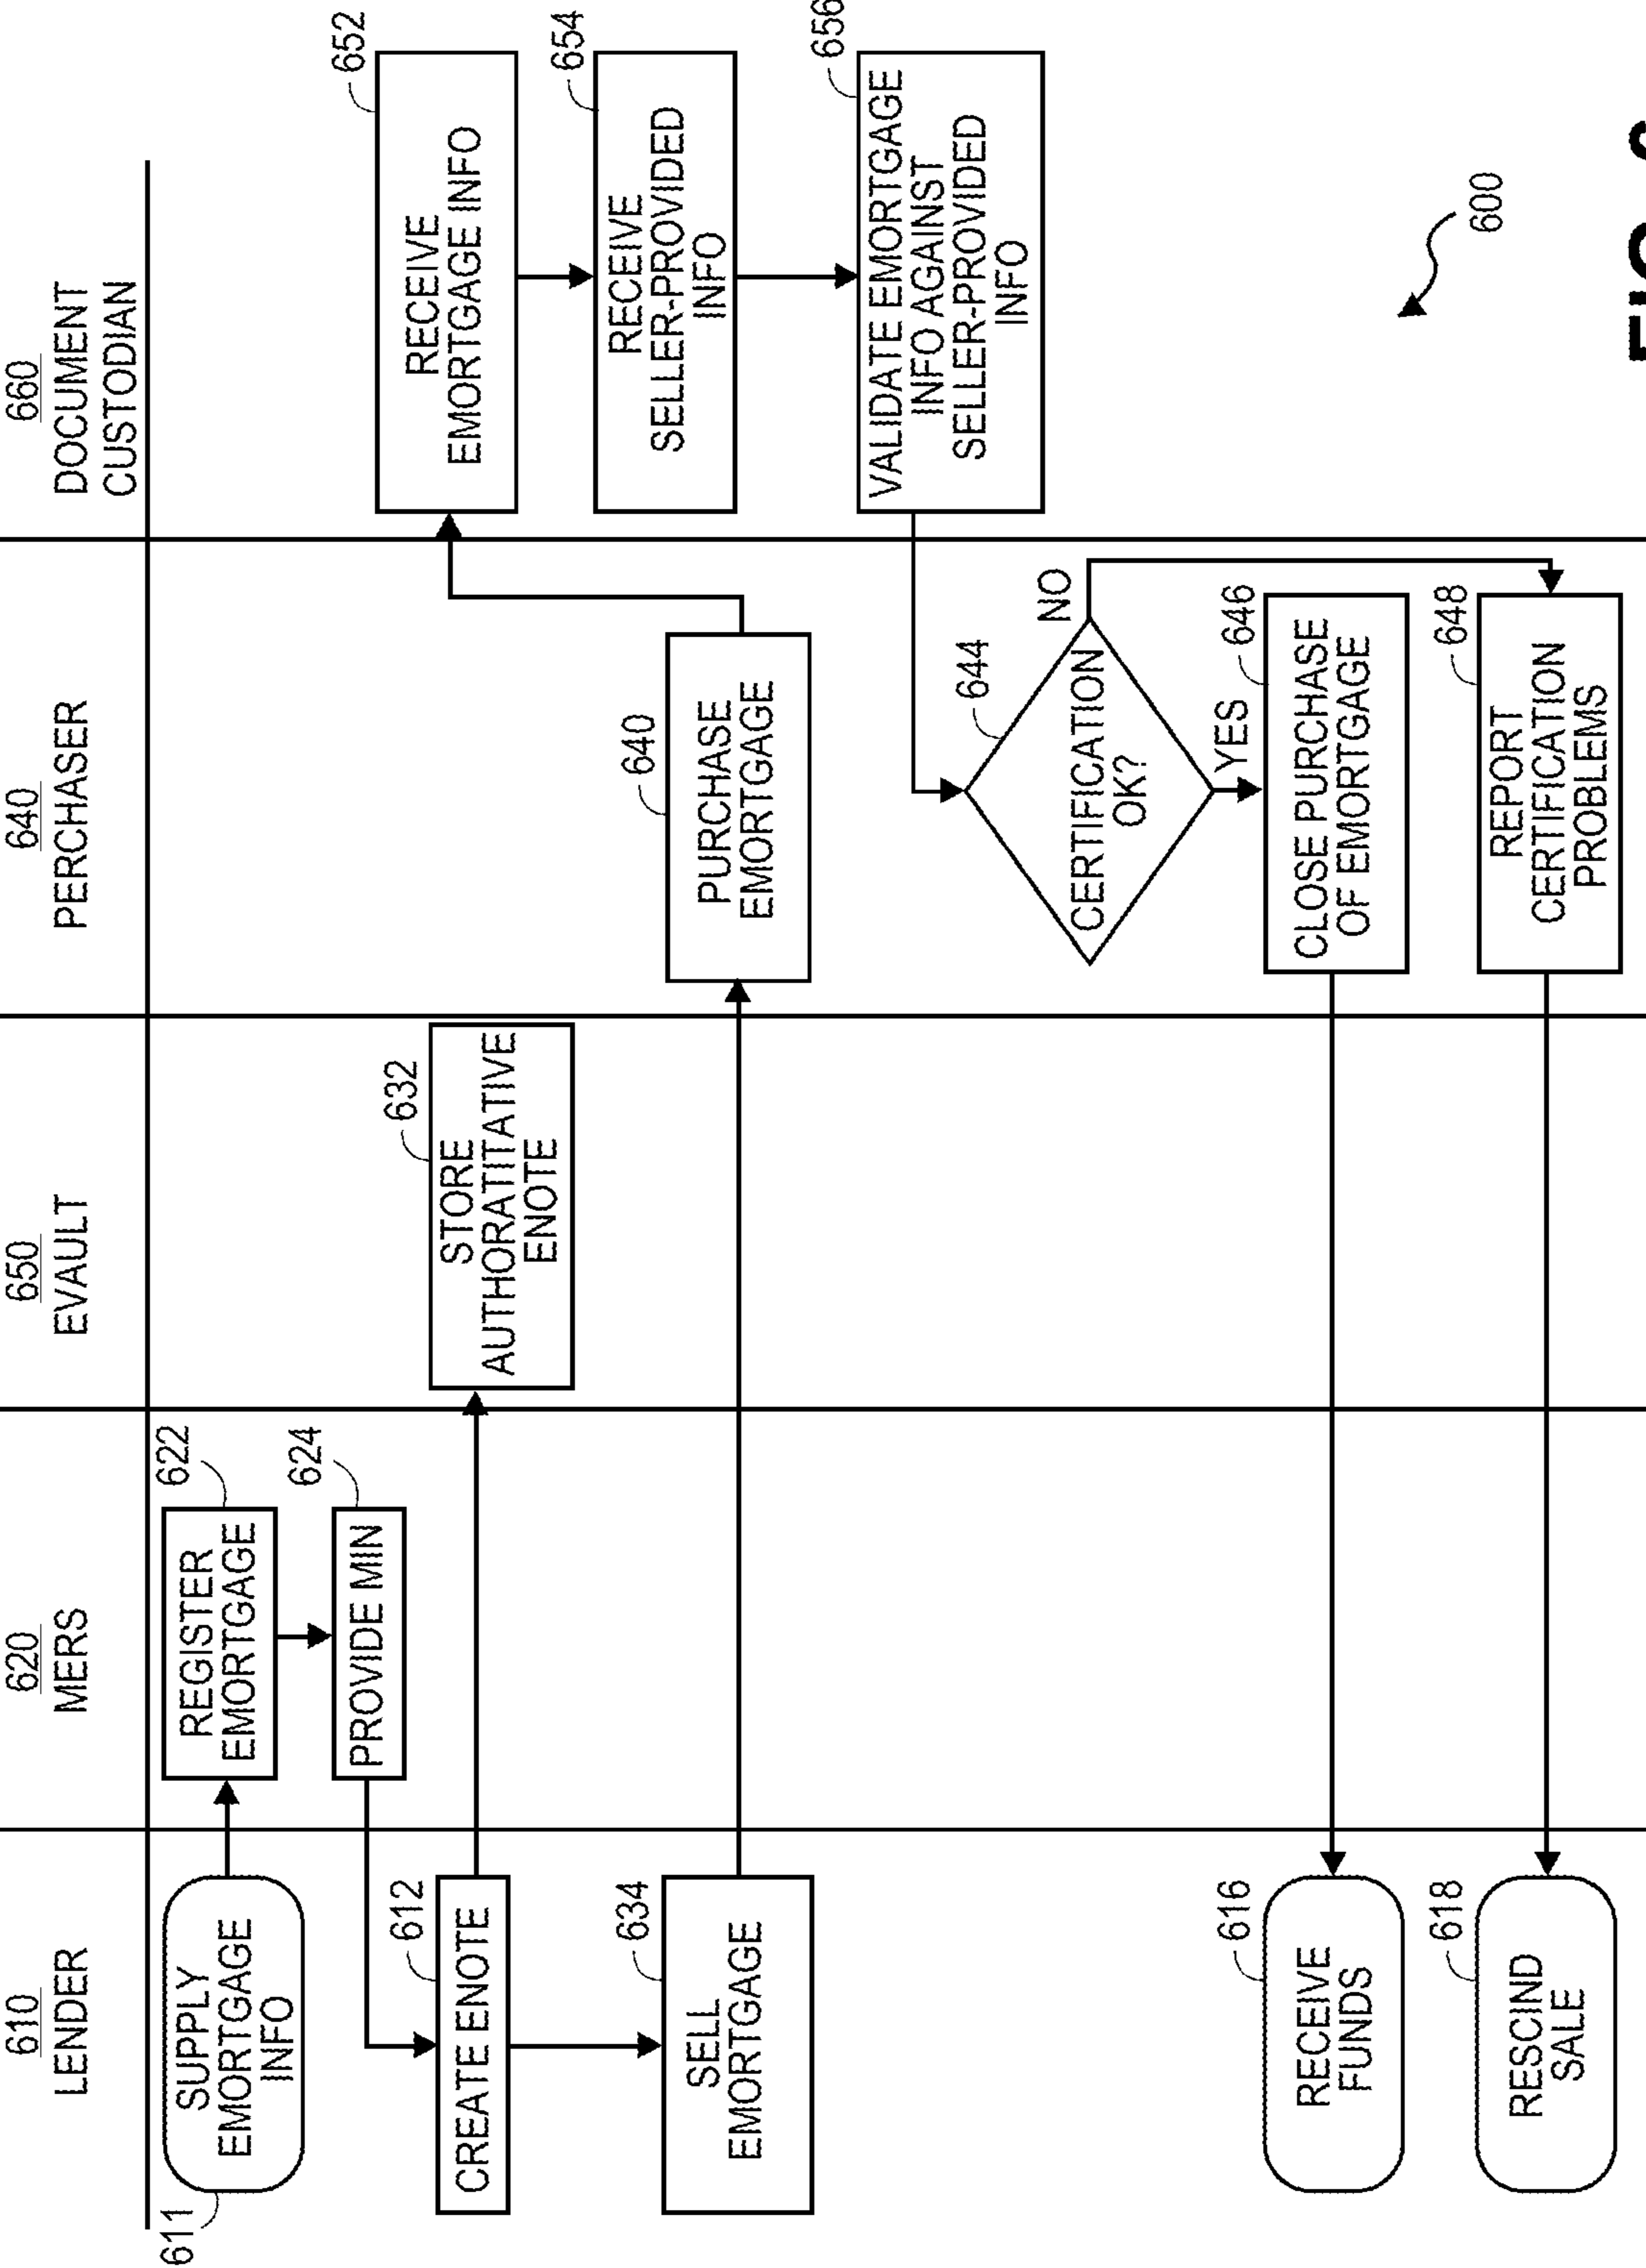 610
LENDER
620
MERS
650
EVAULT
640
PERCHASER
660
DOCUMENT
CUSTODIAN
611
SUPPLY
EMORTGAGE
INFO
622
REGISTER
EMORTGAGE
624
PROVIDE MIN
612
CREATE ENOTE
632
STORE
AUTHORATITATIVE
ENOTE
652
RECEIVE
EMORTGAGE INFO
634
SELL
EMORTGAGE
640
PURCHASE
EMORTGAGE
654
RECEIVE
SELLER-PROVIDED
INFO
656
VALIDATE EMORTGAGE
INFO AGAINST
SELLER-PROVIDED
INFO
644
CERTIFICATION
OK?
NO
YES
616
RECEIVE
FUNDS
646
CLOSE PURCHASE
OF EMORTGAGE
618
RESCIND
SALE
648
REPORT
CERTIFICATION
PROBLEMS
600